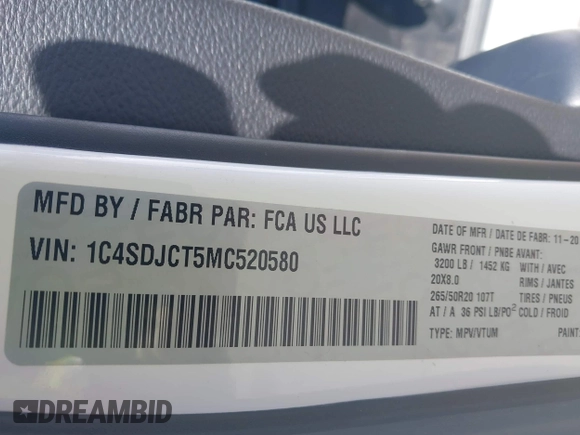 MFD BY / FABR PAR: FCA US LLC
VIN: 1C4SDJCT5MC520580
DATE OF MFR / DATE DE FABR: 11-20
GAWR FRONT / PNBE AVANT:
3200 LB / 1452 KG WITH / AVEC
20X8.0 RIMS / JANTES
265/50R20 107T TIRES / PNEUS
AT / A 36 PSI LB/PO² COLD / FROID
TYPE: MPV/VTUM PAINT:
DREAMBID